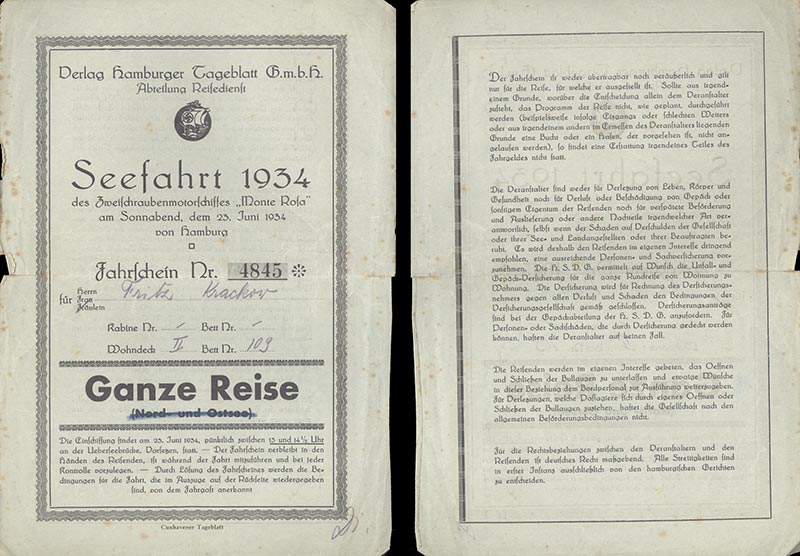 Verlag Hamburger Tageblatt G.m.b.H.
Abteilung Reisedienst
Seefahrt 1934
des Zweischraubenmotorschiffes „Monte Rosa"
am Sonnabend, dem 23. Juni 1934
von Hamburg
Fahrschein Nr. 4845 ※
Herrn
für Frau Fritz Krackov
Fräulein
Kabine Nr. - Bett Nr. -
Wohndeck II Bett Nr. 109
Ganze Reise
(Nord- und Ostsee)
Die Einschiffung findet am 23. Juni 1934, pünktlich zwischen 13 und 14½ Uhr
an der Ueberseebrücke, Vorsetzen, statt. — Der Fahrschein verbleibt in den
Händen des Reisenden, ist während der Fahrt mitzuführen und bei jeder
Kontrolle vorzulegen. — Durch Lösung des Fahrscheines werden die Be-
dingungen für die Fahrt, die im Auszuge auf der Rückseite wiedergegeben
sind, von dem Fahrgast anerkannt
Cuxhavener Tageblatt
Der Fahrschein ist weder übertragbar noch veräußerlich und gilt
nur für die Reise, für welche er ausgestellt ist. Sollte aus irgend-
einem Grunde, worüber die Entscheidung allein dem Veranstalter
zusteht, das Programm der Reise nicht, wie geplant, durchgeführt
werden (beispielsweise infolge Eisgangs oder schlechten Wetters
oder aus irgendeinem andern im Ermessen des Veranstalters liegenden
Grunde eine Bucht oder ein Hafen, der vorgesehen ist, nicht an-
gelaufen werden), so findet eine Erstattung irgendeines Teiles des
Fahrgeldes nicht statt.
Die Veranstalter sind weder für Verletzung von Leben, Körper und
Gesundheit noch für Verlust oder Beschädigung von Gepäck oder
sonstigem Eigentum der Reisenden noch für verspätete Beförderung
und Auslieferung oder andere Nachteile irgendwelcher Art ver-
antwortlich, selbst wenn der Schaden auf Verschulden der Gesellschaft
oder ihrer See- und Landangestellten oder ihrer Beauftragten be-
ruht. Es wird deshalb den Reisenden im eigenen Interesse dringend
empfohlen, eine ausreichende Personen- und Sachversicherung vor-
zunehmen. Die H. S. D. G. vermittelt auf Wunsch die Unfall- und
Gepäck-Versicherung für die ganze Rundreise von Wohnung zu
Wohnung. Die Versicherung wird für Rechnung des Versicherungs-
nehmers gegen allen Verlust und Schaden den Bedingungen der
Versicherungsgesellschaft gemäß geschlossen. Versicherungsanträge
sind bei der Gepäckabteilung der H. S. D. G. anzufordern. Für
Personen- oder Sachschäden, die durch Versicherung gedeckt werden
können, haften die Veranstalter auf keinen Fall.
Die Reisenden werden im eigenen Interesse gebeten, das Oeffnen
und Schließen der Bullaugen zu unterlassen und etwaige Wünsche
in dieser Beziehung dem Bordpersonal zur Ausführung weiterzugeben.
Für Verletzungen, welche Passagiere sich durch eigenes Oeffnen oder
Schließen der Bullaugen zuziehen, haftet die Gesellschaft nach den
allgemeinen Beförderungsbedingungen nicht.
Für die Rechtsbeziehungen zwischen den Veranstaltern und den
Reisenden ist deutsches Recht maßgebend. Alle Streitigkeiten sind
in erster Instanz ausschließlich von den hamburgischen Gerichten
zu entscheiden.